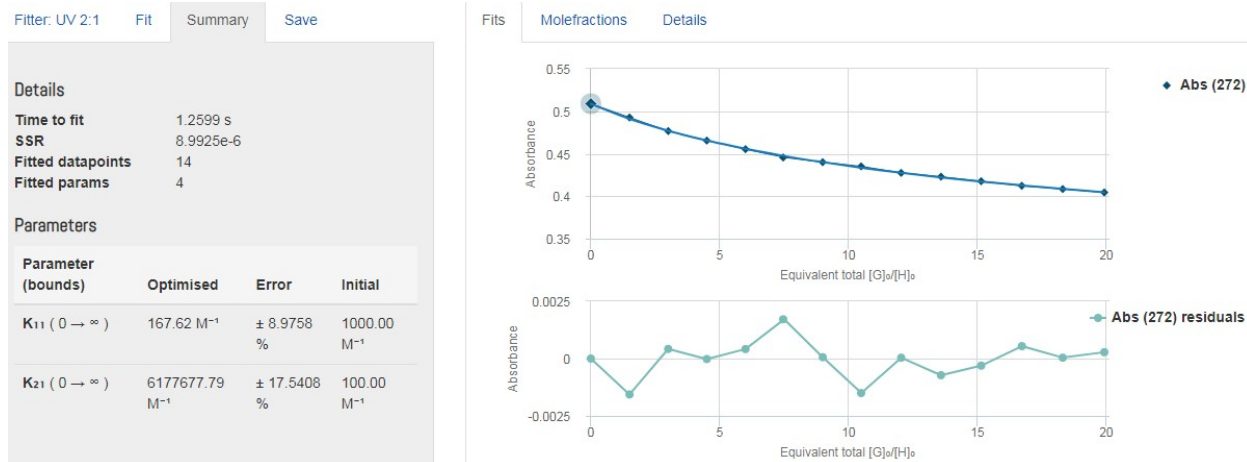 Fitter: UV 2:1 Fit Summary Save
Details
Time to fit 1.2599 s
SSR 8.9925e-6
Fitted datapoints 14
Fitted params 4
Parameters
Parameter (bounds) Optimised Error Initial
K₁₁ ( 0 → ∞ ) 167.62 M⁻¹ ± 8.9758 % 1000.00 M⁻¹
K₂₁ ( 0 → ∞ ) 6177677.79 M⁻¹ ± 17.5408 % 100.00 M⁻¹
Fits Molefractions Details
Abs (272)
Absorbance
0.55
0.5
0.45
0.4
0.35
0 5 10 15 20
Equivalent total [G]₀/[H]₀
Abs (272) residuals
Absorbance
0.0025
0
-0.0025
0 5 10 15 20
Equivalent total [G]₀/[H]₀